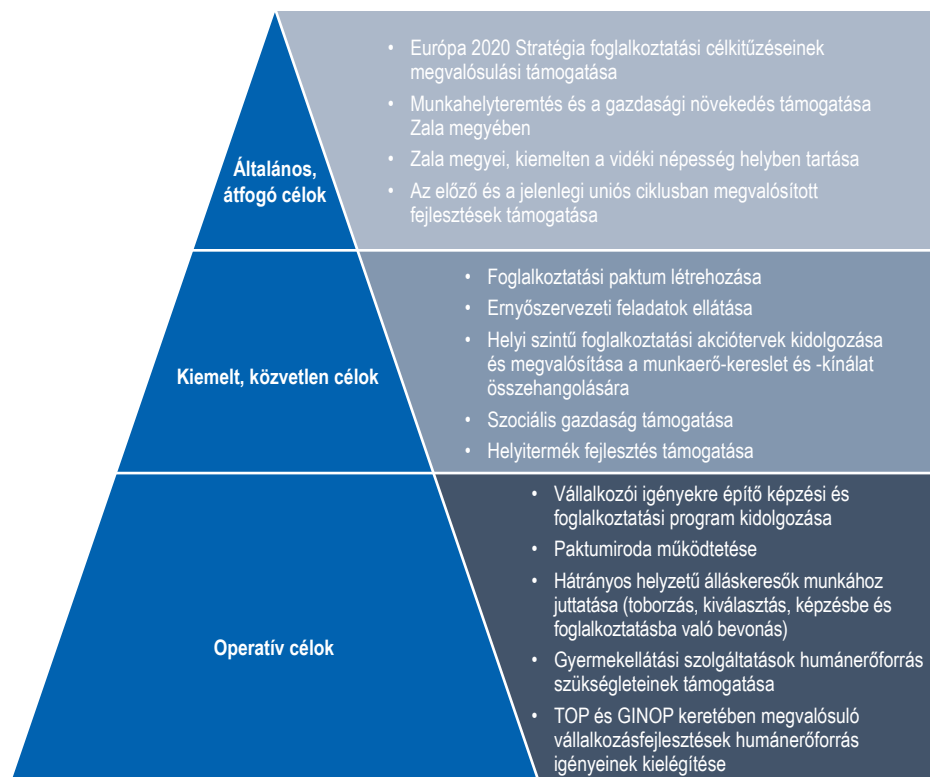 Általános,
átfogó célok
• Európa 2020 Stratégia foglalkoztatási célkitűzéseinek
megvalósulási támogatása
• Munkahelyteremtés és a gazdasági növekedés támogatása
Zala megyében
• Zala megyei, kiemelten a vidéki népesség helyben tartása
• Az előző és a jelenlegi uniós ciklusban megvalósított
fejlesztések támogatása
Kiemelt, közvetlen célok
• Foglalkoztatási paktum létrehozása
• Ernyőszervezeti feladatok ellátása
• Helyi szintű foglalkoztatási akciótervek kidolgozása
és megvalósítása a munkaerő-kereslet és -kínálat
összehangolására
• Szociális gazdaság támogatása
• Helyitermék fejlesztés támogatása
Operatív célok
• Vállalkozói igényekre építő képzési és
foglalkoztatási program kidolgozása
• Paktumiroda működtetése
• Hátrányos helyzetű álláskeresők munkához
juttatása (toborzás, kiválasztás, képzésbe és
foglalkoztatásba való bevonás)
• Gyermekellátási szolgáltatások humánerőforrás
szükségleteinek támogatása
• TOP és GINOP keretében megvalósuló
vállalkozásfejlesztések humánerőforrás
igényeinek kielégítése